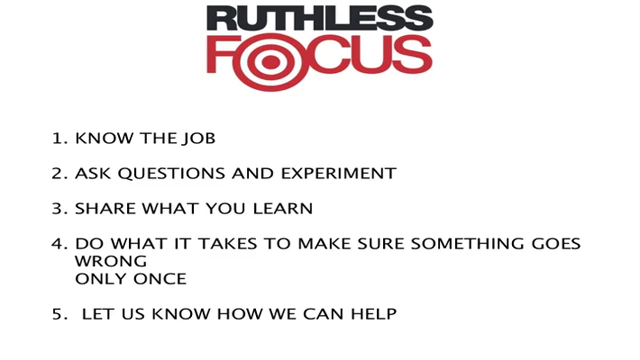 RUTHLESS
FOCUS
1. KNOW THE JOB
2. ASK QUESTIONS AND EXPERIMENT
3. SHARE WHAT YOU LEARN
4. DO WHAT IT TAKES TO MAKE SURE SOMETHING GOES
WRONG
ONLY ONCE
5. LET US KNOW HOW WE CAN HELP